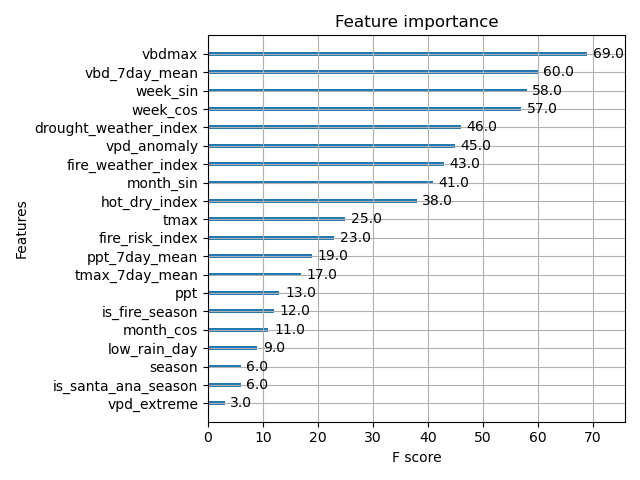 Feature importance
vbdmax 69.0
vbd_7day_mean 60.0
week_sin 58.0
week_cos 57.0
drought_weather_index 46.0
vpd_anomaly 45.0
fire_weather_index 43.0
month_sin 41.0
hot_dry_index 38.0
tmax 25.0
fire_risk_index 23.0
ppt_7day_mean 19.0
tmax_7day_mean 17.0
ppt 13.0
is_fire_season 12.0
month_cos 11.0
low_rain_day 9.0
season 6.0
is_santa_ana_season 6.0
vpd_extreme 3.0
Features
0 10 20 30 40 50 60 70
F score